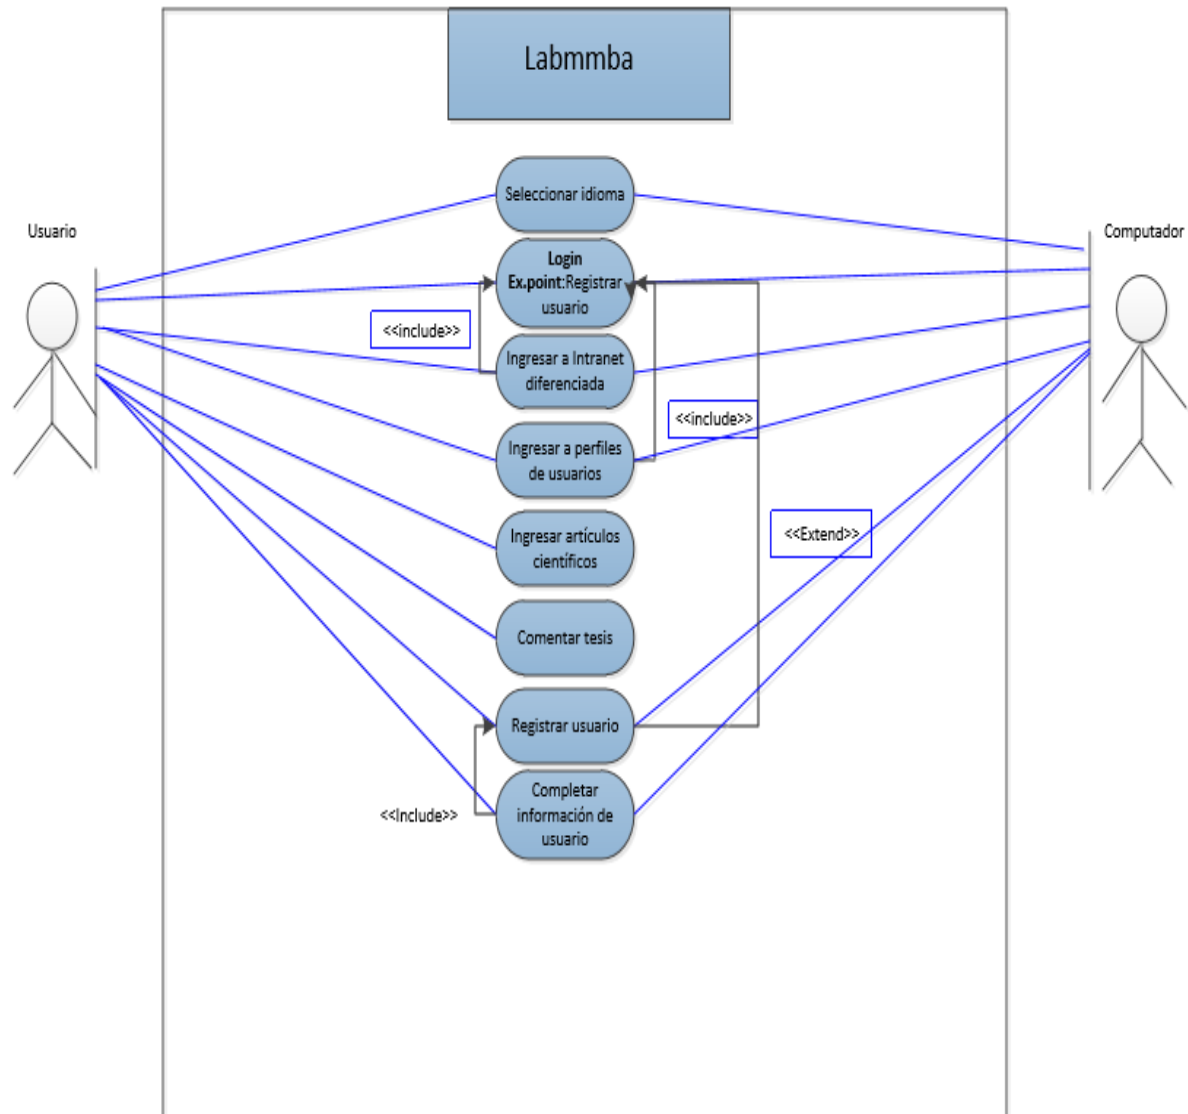 Labmmba
Seleccionar idioma
Usuario
Computador
Login
Ex.point:Registrar
usuario
<<include>>
Ingresar a Intranet
diferenciada
<<include>>
Ingresar a perfiles
de usuarios
<<Extend>>
Ingresar artículos
científicos
Comentar tesis
Registrar usuario
Completar
información de
usuario
<<Include>>